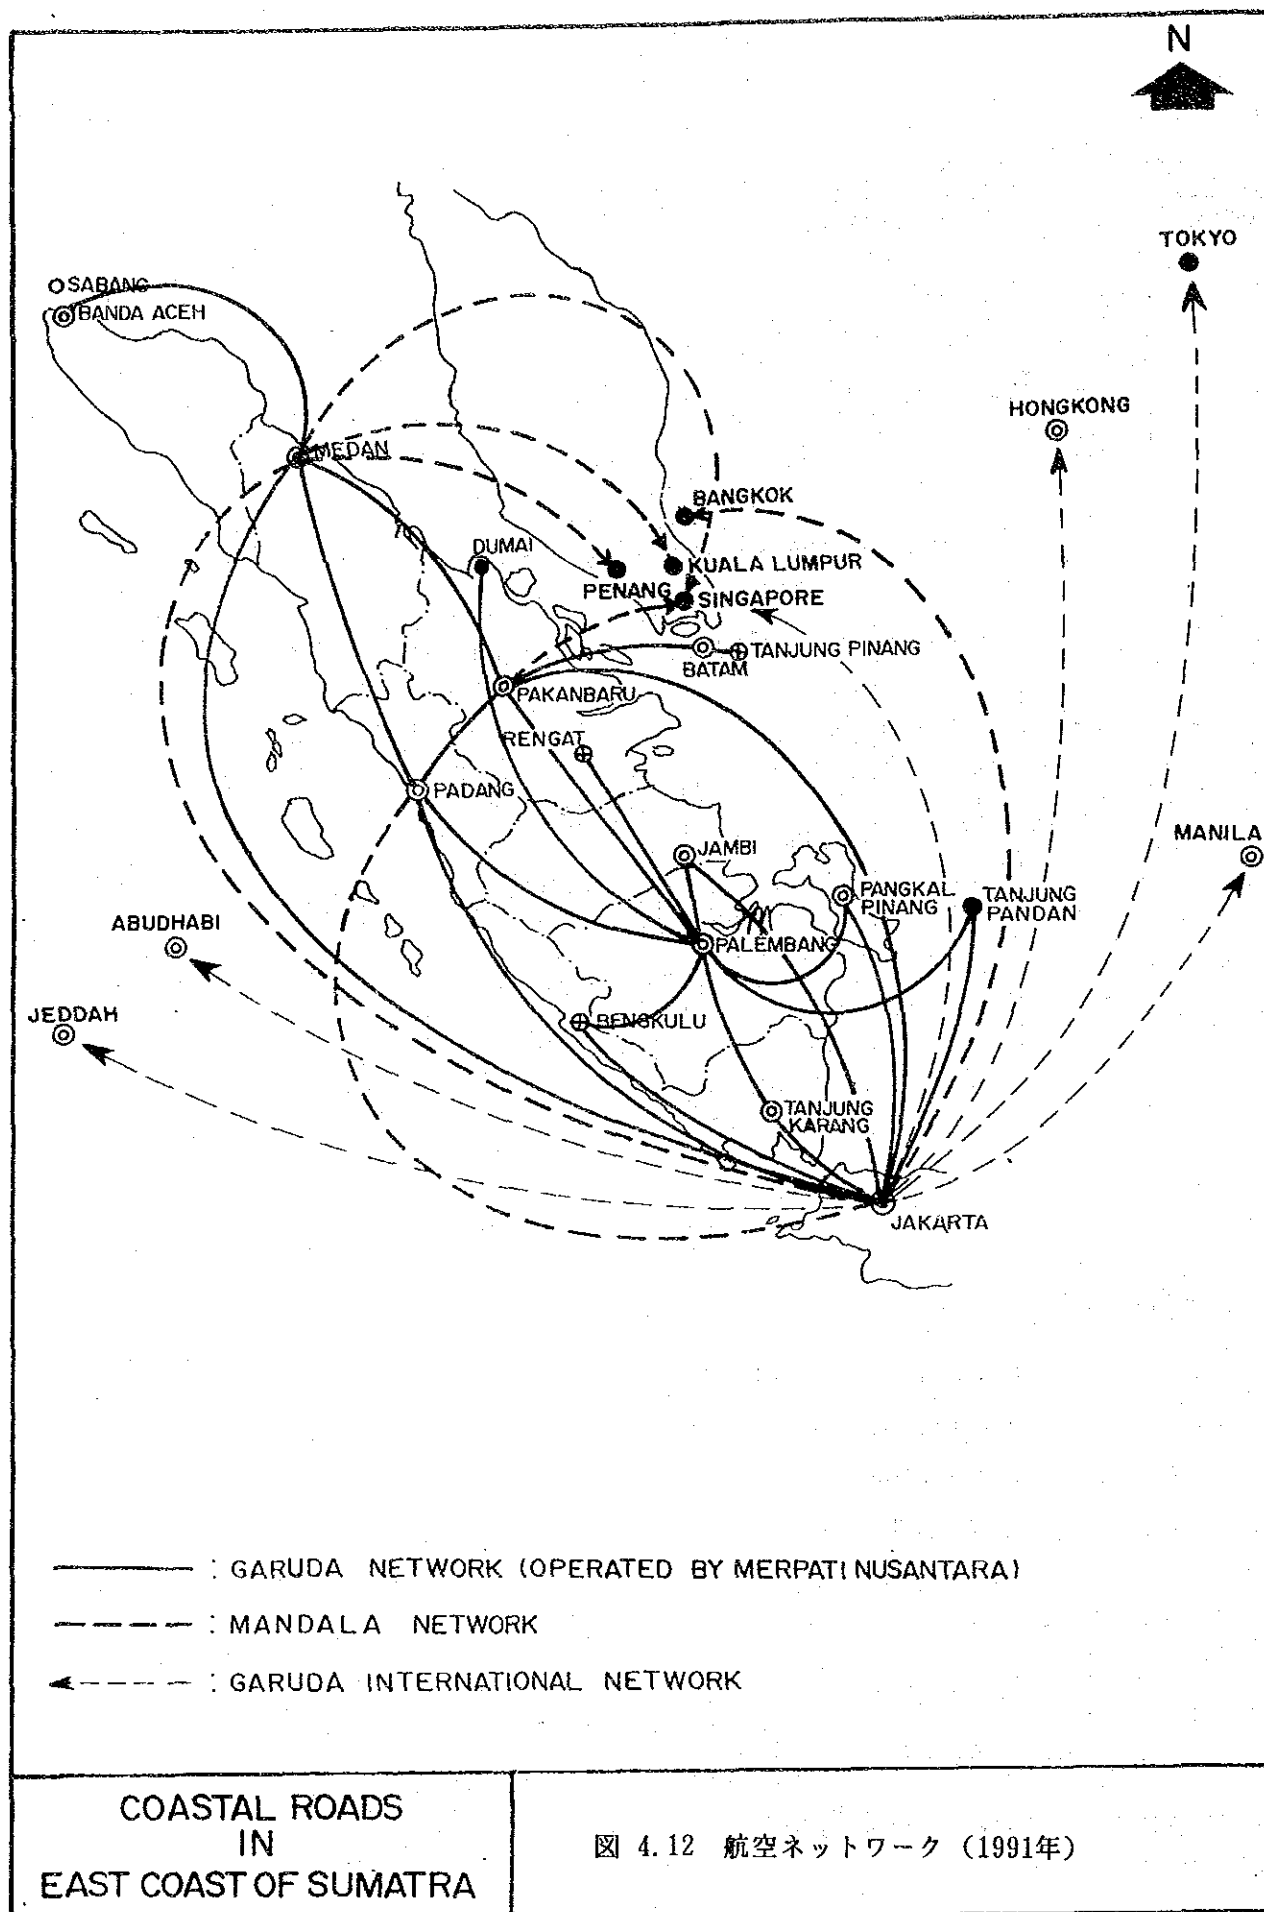 N
TOKYO
SABANG
BANDA ACEH
HONGKONG
MEDAN
BANGKOK
DUMAI
KUALA LUMPUR
PENANG
SINGAPORE
TANJUNG PINANG
BATAM
PAKANBARU
RENGAT
PADANG
MANILA
JAMBI
PANGKAL
PINANG
TANJUNG
PANDAN
ABUDHABI
PALEMBANG
JEDDAH
BENGKULU
TANJUNG
KARANG
JAKARTA
: GARUDA NETWORK (OPERATED BY MERPATI NUSANTARA)
: MANDALA NETWORK
: GARUDA INTERNATIONAL NETWORK
COASTAL ROADS
IN
EAST COAST OF SUMATRA
図 4.12 航空ネットワーク (1991年)